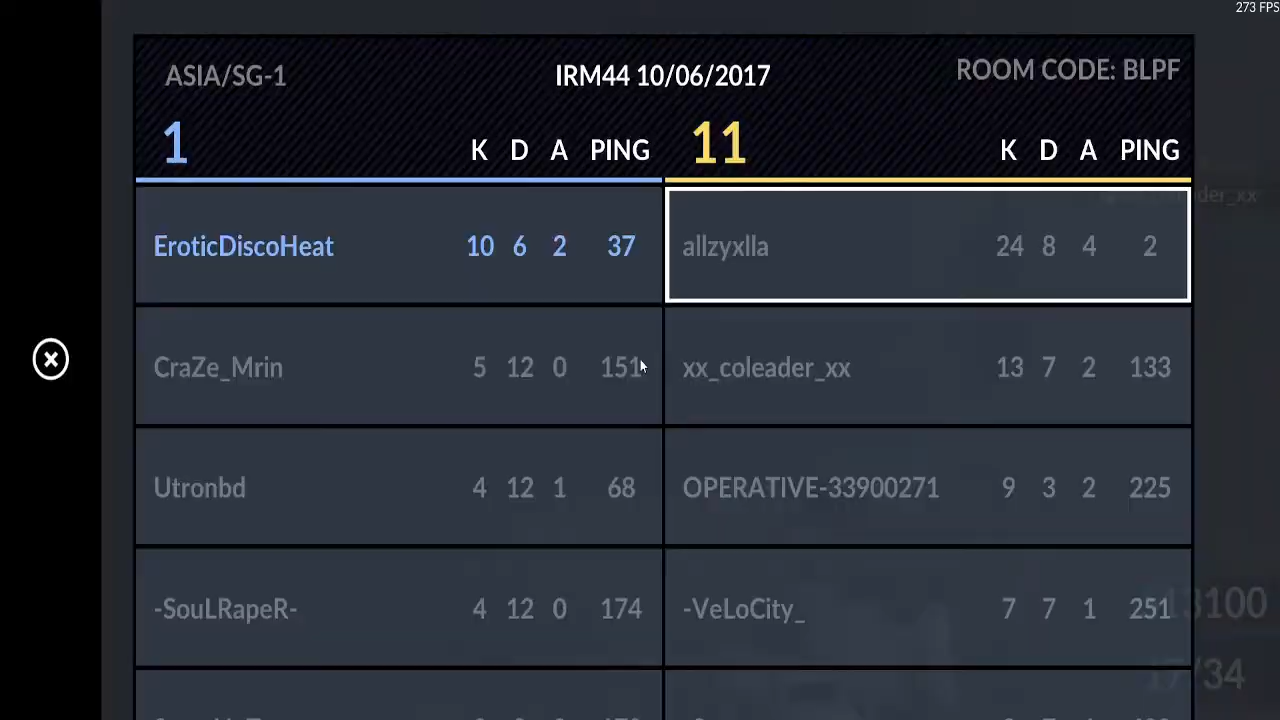 273 FPS
ASIA/SG-1 IRM44 10/06/2017 ROOM CODE: BLPF
1 K D A PING 11 K D A PING
EroticDiscoHeat 10 6 2 37 allzyxlla 24 8 4 2
CraZe_Mrin 5 12 0 151 xx_coleader_xx 13 7 2 133
Utronbd 4 12 1 68 OPERATIVE-33900271 9 3 2 225
-SouLRapeR- 4 12 0 174 -VeLoCity_ 7 7 1 251
3100
17/34